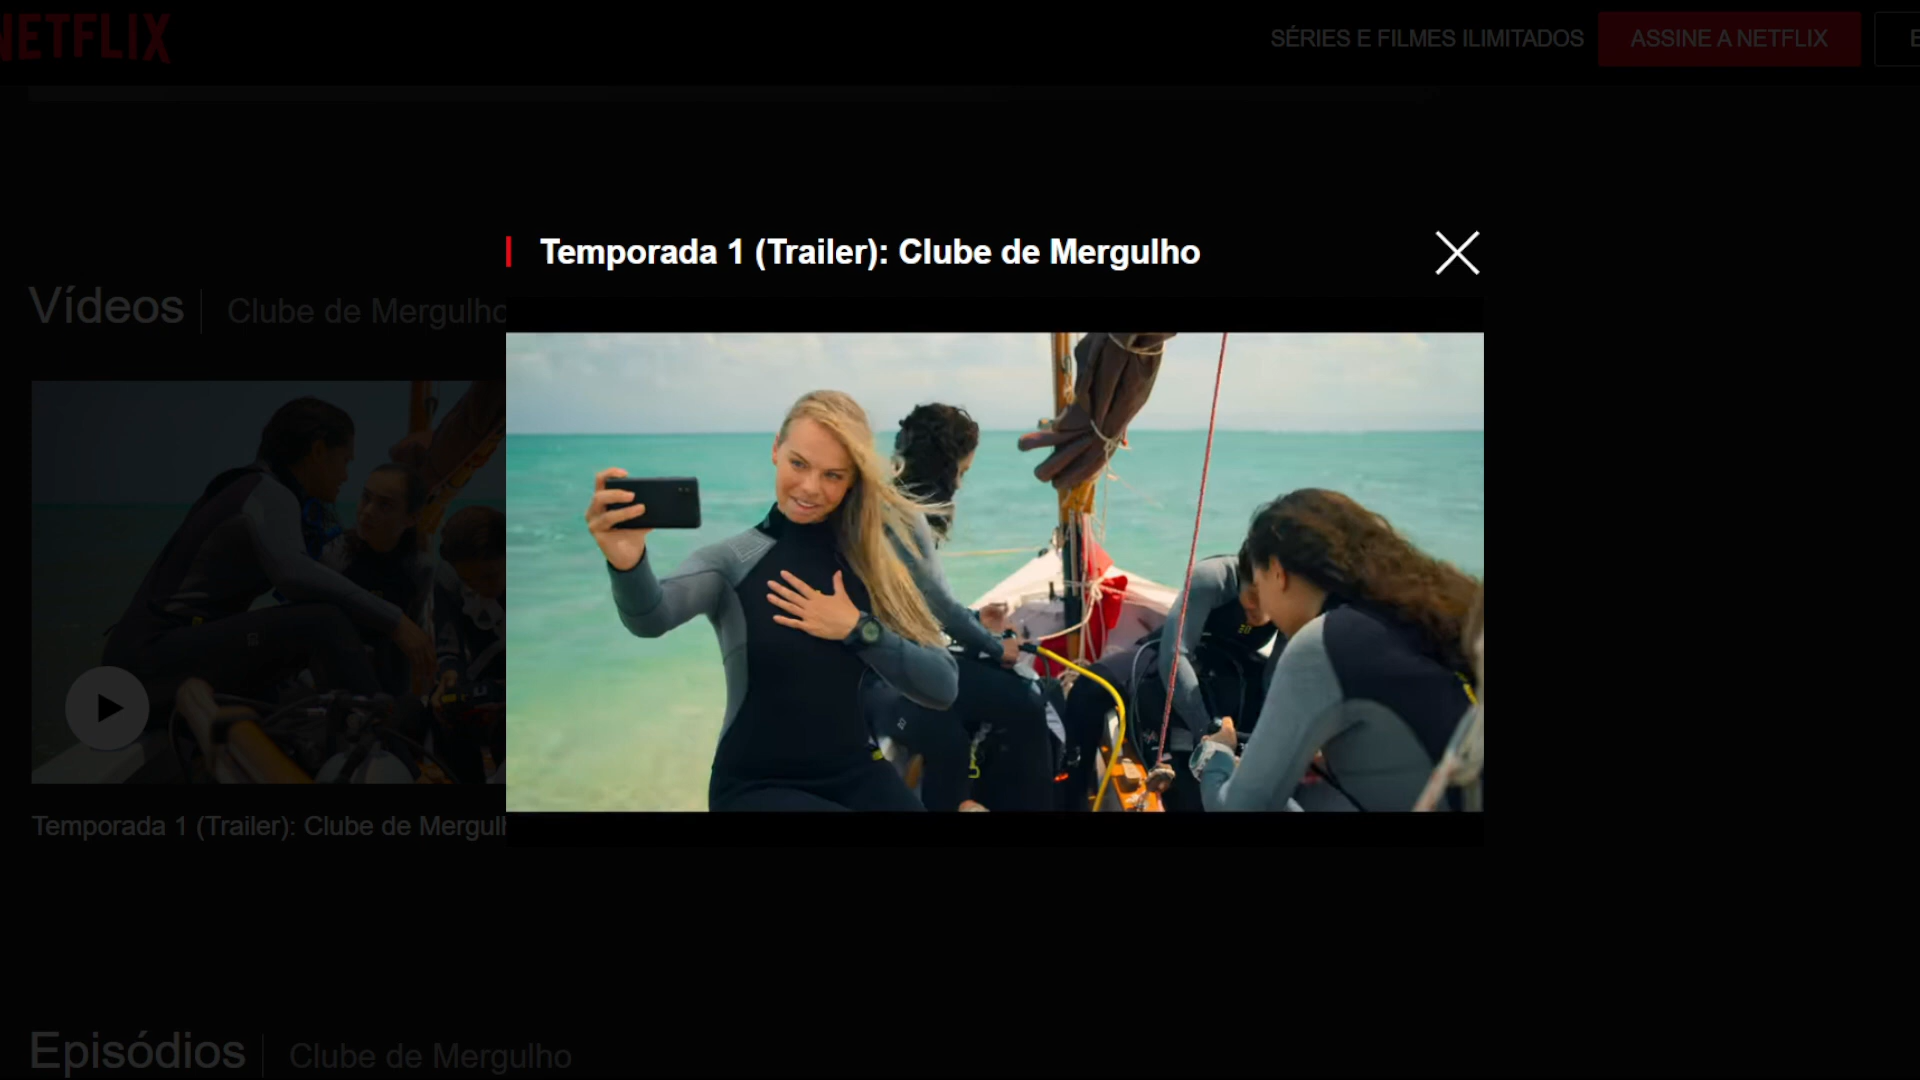 NETFLIX
SÉRIES E FILMES ILIMITADOS
ASSINE A NETFLIX
Temporada 1 (Trailer): Clube de Mergulho
Vídeos
Clube de Mergulho
Temporada 1 (Trailer): Clube de
Episódios
Clube de Mergulho